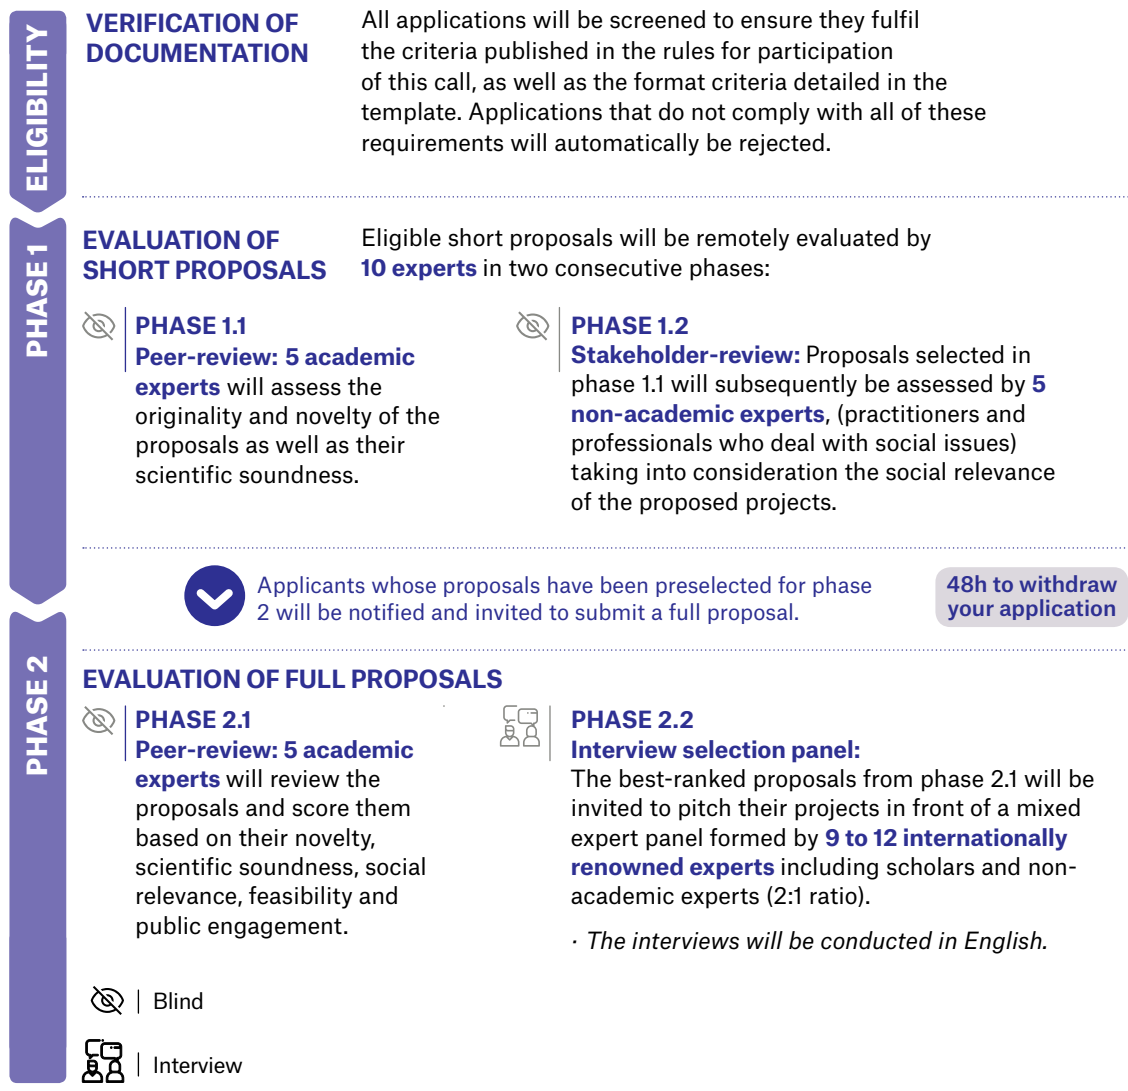 ELIGIBILITY
VERIFICATION OF
DOCUMENTATION
All applications will be screened to ensure they fulfil
the criteria published in the rules for participation
of this call, as well as the format criteria detailed in the
template. Applications that do not comply with all of these
requirements will automatically be rejected.
PHASE 1
EVALUATION OF
SHORT PROPOSALS
Eligible short proposals will be remotely evaluated by
10 experts in two consecutive phases:
PHASE 1.1
Peer-review: 5 academic
experts will assess the
originality and novelty of the
proposals as well as their
scientific soundness.
PHASE 1.2
Stakeholder-review: Proposals selected in
phase 1.1 will subsequently be assessed by 5
non-academic experts, (practitioners and
professionals who deal with social issues)
taking into consideration the social relevance
of the proposed projects.
Applicants whose proposals have been preselected for phase
2 will be notified and invited to submit a full proposal.
48h to withdraw
your application
PHASE 2
EVALUATION OF FULL PROPOSALS
PHASE 2.1
Peer-review: 5 academic
experts will review the
proposals and score them
based on their novelty,
scientific soundness, social
relevance, feasibility and
public engagement.
PHASE 2.2
Interview selection panel:
The best-ranked proposals from phase 2.1 will be
invited to pitch their projects in front of a mixed
expert panel formed by 9 to 12 internationally
renowned experts including scholars and non-
academic experts (2:1 ratio).
· The interviews will be conducted in English.
Blind
Interview